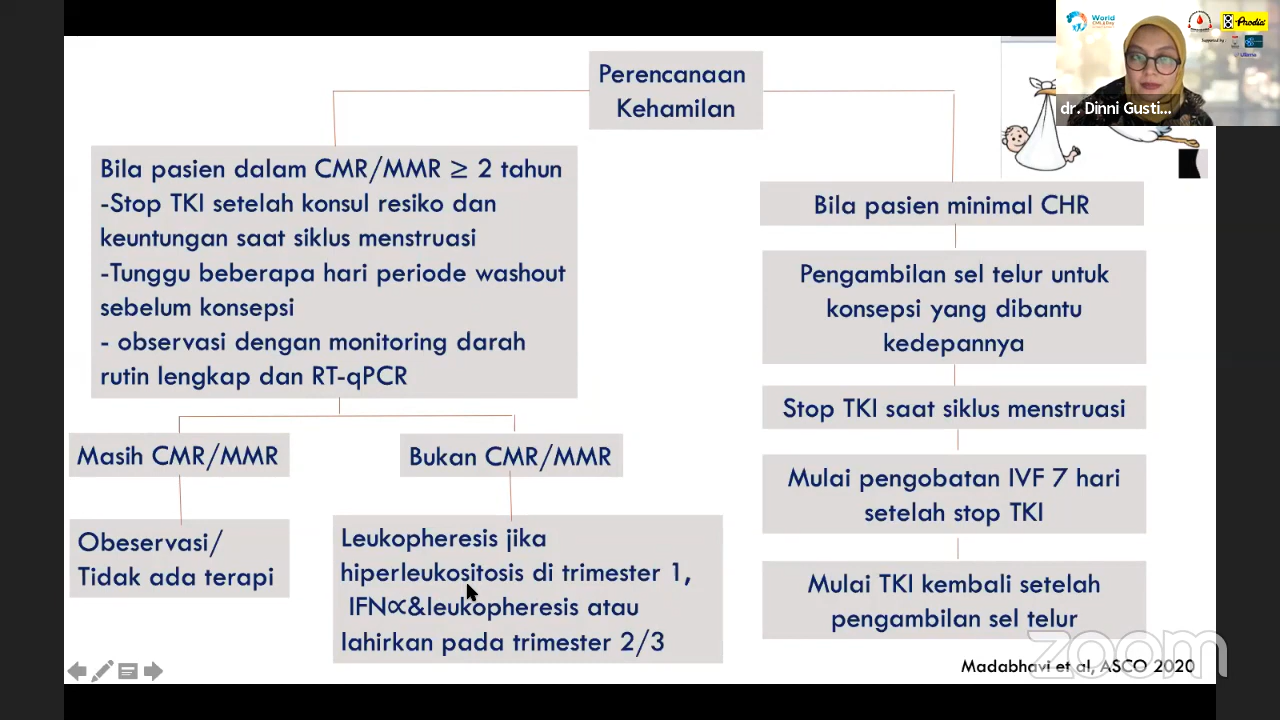 Perencanaan
Kehamilan
Bila pasien dalam CMR/MMR ≥ 2 tahun
-Stop TKI setelah konsul resiko dan
keuntungan saat siklus menstruasi
-Tunggu beberapa hari periode washout
sebelum konsepsi
- observasi dengan monitoring darah
rutin lengkap dan RT-qPCR
Masih CMR/MMR
Obeservasi/
Tidak ada terapi
Bukan CMR/MMR
Leukopheresis jika
hiperleukositosis di trimester 1,
IFN∝&leukopheresis atau
lahirkan pada trimester 2/3
Bila pasien minimal CHR
Pengambilan sel telur untuk
konsepsi yang dibantu
kedepannya
Stop TKI saat siklus menstruasi
Mulai pengobatan IVF 7 hari
setelah stop TKI
Mulai TKI kembali setelah
pengambilan sel telur
Madabhavi et al, ASCO 2020
zoom
World
Prodia
dr. Dinni Gusti...